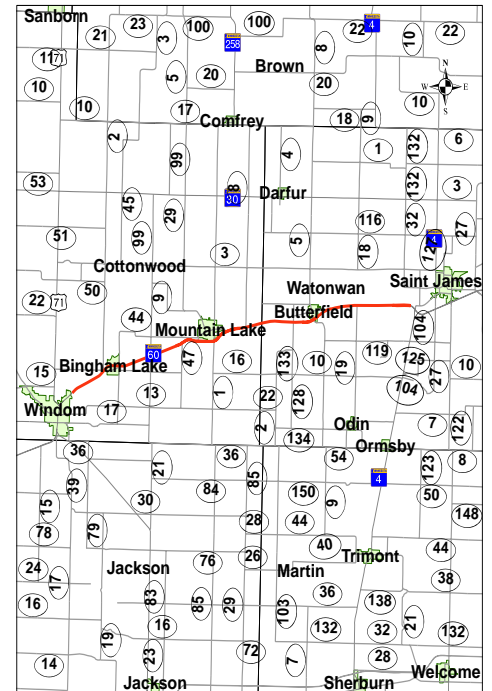 Sanborn
21 23 3 100 258 100 8 22 4 10 22
11 71 5 20 Brown 20
10 10 17 10
N W E S
Comfrey 18 9
2 99 4 1 132 6
53 30 8 Darfur 132 3
45 29 116 32 27
51 99 3 5 18 4
Cottonwood
22 71 50 9 Watonwan Saint James
44 Mountain Lake Butterfield 104
60 47 16 133 10 19 119 125
15 Bingham Lake 27 10
13 1 22 128 104
Windom 17 2 Odin 7 122
134 Ormsby
36 36 54 123 8
39 21 84 85 150 9 4 50
15 30 28 44 148
78 79 40 44
24 17 76 26 Trimont
Jackson Martin 38
16 83 85 29 103 36 138
16 132 32 21 132
19 72 28
14 23 7 Welcome
Jackson Sherburn